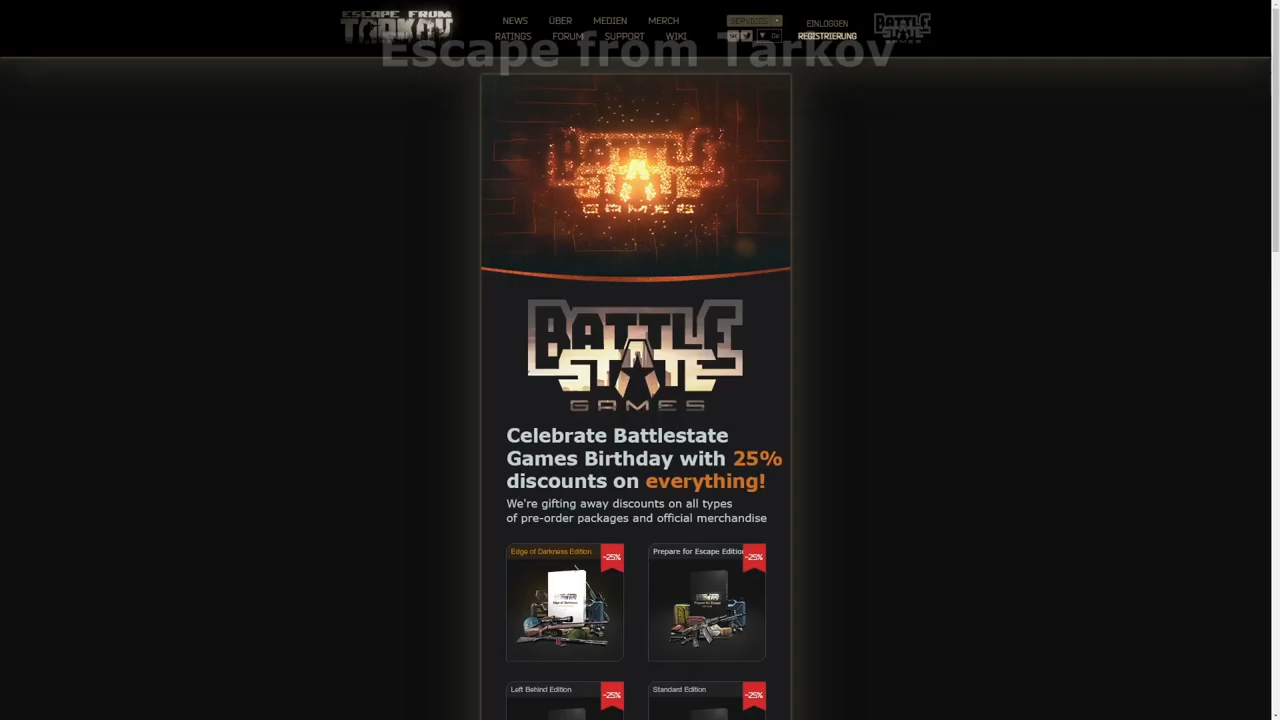 ESCAPE FROM TARKOV
NEWS ÜBER MEDIEN MERCH
RATINGS FORUM SUPPORT WIKI
SERVICES
De
EINLOGGEN
REGISTRIERUNG
BATTLE STATE GAMES
Escape from Tarkov
BATTLE
STATE
GAMES
BATTLE
STATE
GAMES
Celebrate Battlestate
Games Birthday with 25%
discounts on everything!
We're gifting away discounts on all types
of pre-order packages and official merchandise
Edge of Darkness Edition -25%
Prepare for Escape Edition -25%
Left Behind Edition -25%
Standard Edition -25%